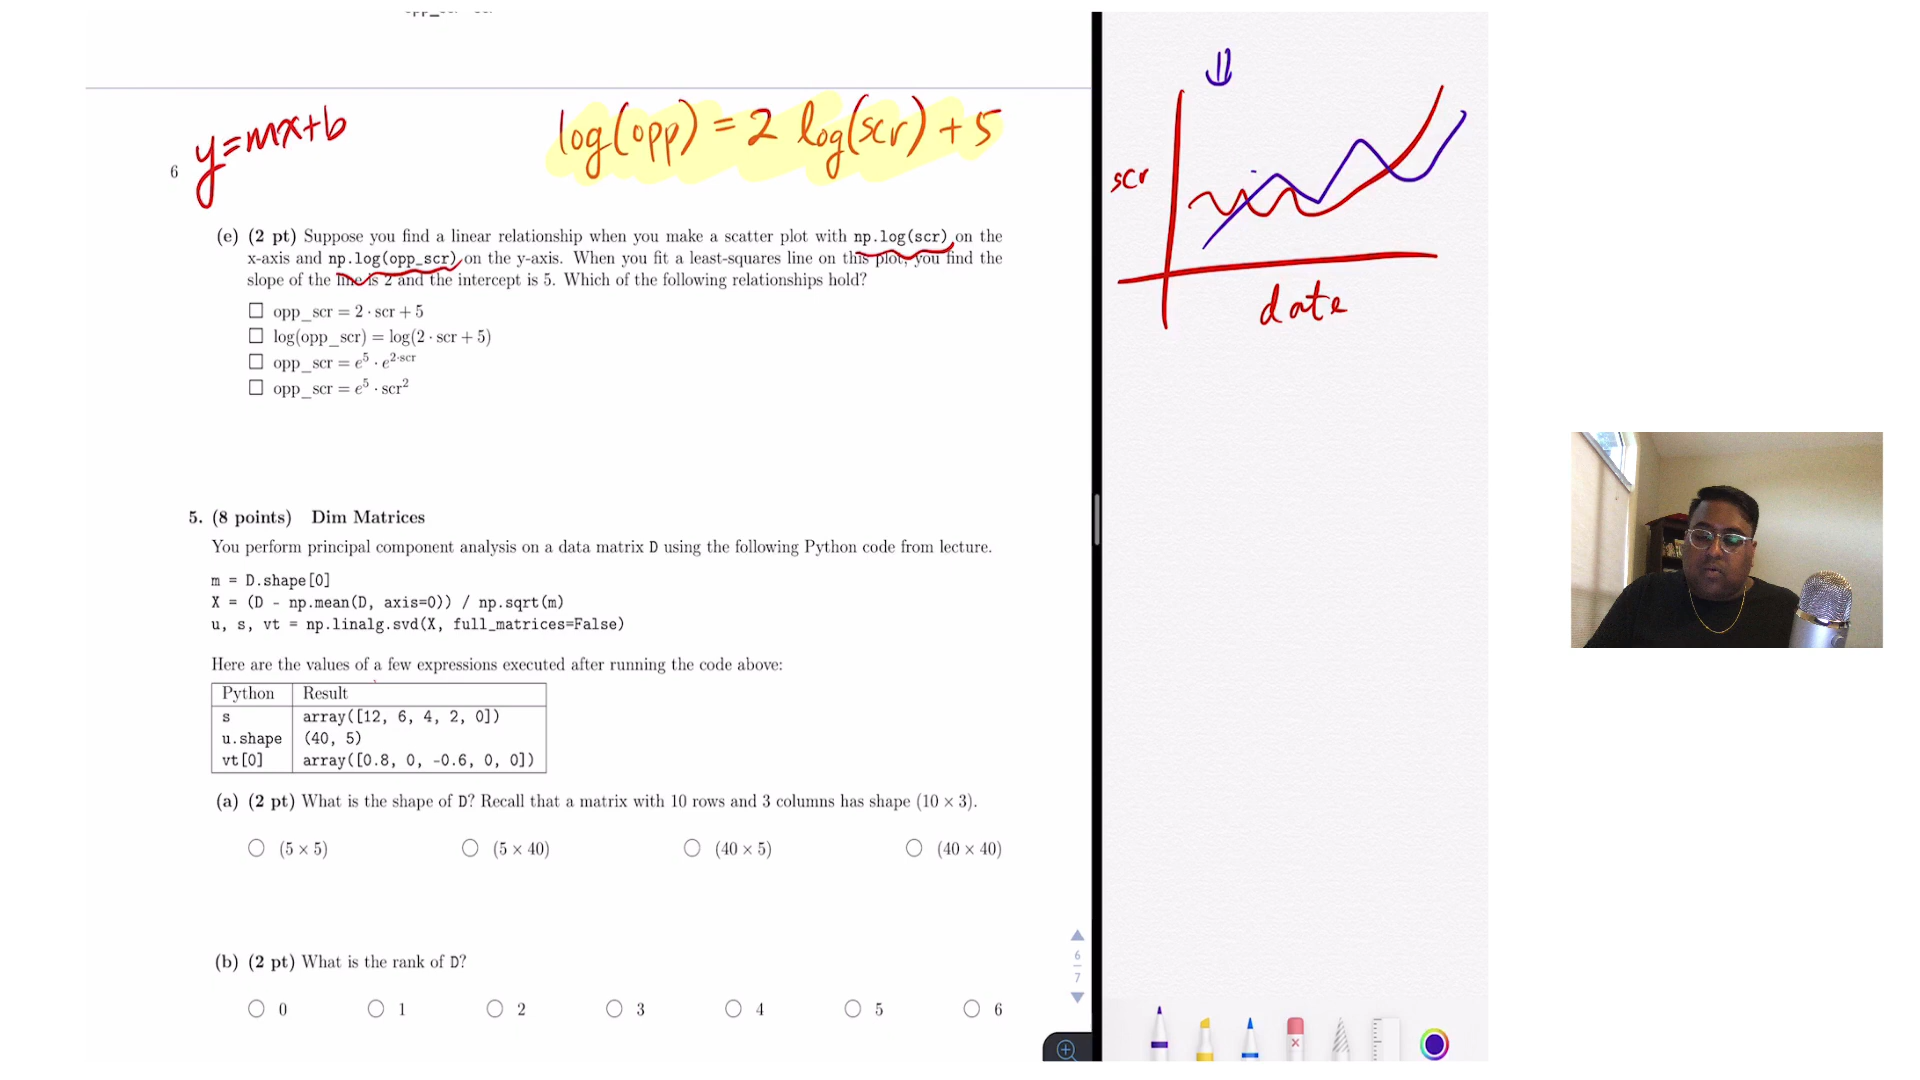 y=mx+b
log(opp) = 2 log(scr) + 5
6
(e) (2 pt) Suppose you find a linear relationship when you make a scatter plot with np.log(scr) on the
x-axis and np.log(opp_scr) on the y-axis. When you fit a least-squares line on this plot, you find the
slope of the line is 2 and the intercept is 5. Which of the following relationships hold?
☐ opp_scr = 2 · scr + 5
☐ log(opp_scr) = log(2 · scr + 5)
☐ opp_scr = e⁵ · e^(2·scr)
☐ opp_scr = e⁵ · scr²
5. (8 points) Dim Matrices
You perform principal component analysis on a data matrix D using the following Python code from lecture.
m = D.shape[0]
X = (D - np.mean(D, axis=0)) / np.sqrt(m)
u, s, vt = np.linalg.svd(X, full_matrices=False)
Here are the values of a few expressions executed after running the code above:
Python Result
s array([12, 6, 4, 2, 0])
u.shape (40, 5)
vt[0] array([0.8, 0, -0.6, 0, 0])
(a) (2 pt) What is the shape of D? Recall that a matrix with 10 rows and 3 columns has shape (10 × 3).
○ (5 × 5) ○ (5 × 40) ○ (40 × 5) ○ (40 × 40)
(b) (2 pt) What is the rank of D?
○ 0 ○ 1 ○ 2 ○ 3 ○ 4 ○ 5 ○ 6
6
7
scr
date